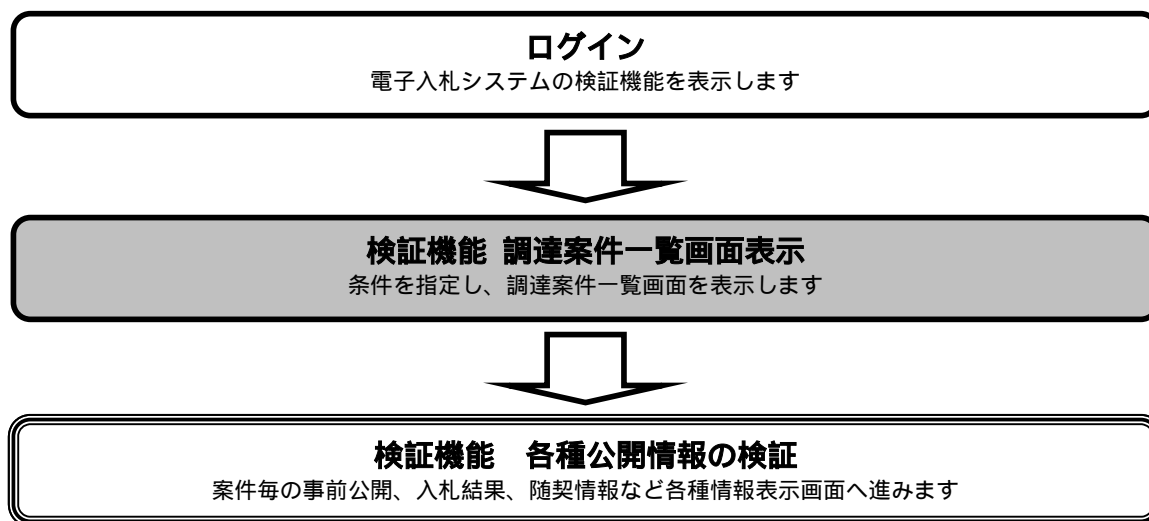 ログイン
電子入札システムの検証機能を表示します
検証機能 調達案件一覧画面表示
条件を指定し、調達案件一覧画面を表示します
検証機能　各種公開情報の検証
案件毎の事前公開、入札結果、随契情報など各種情報表示画面へ進みます